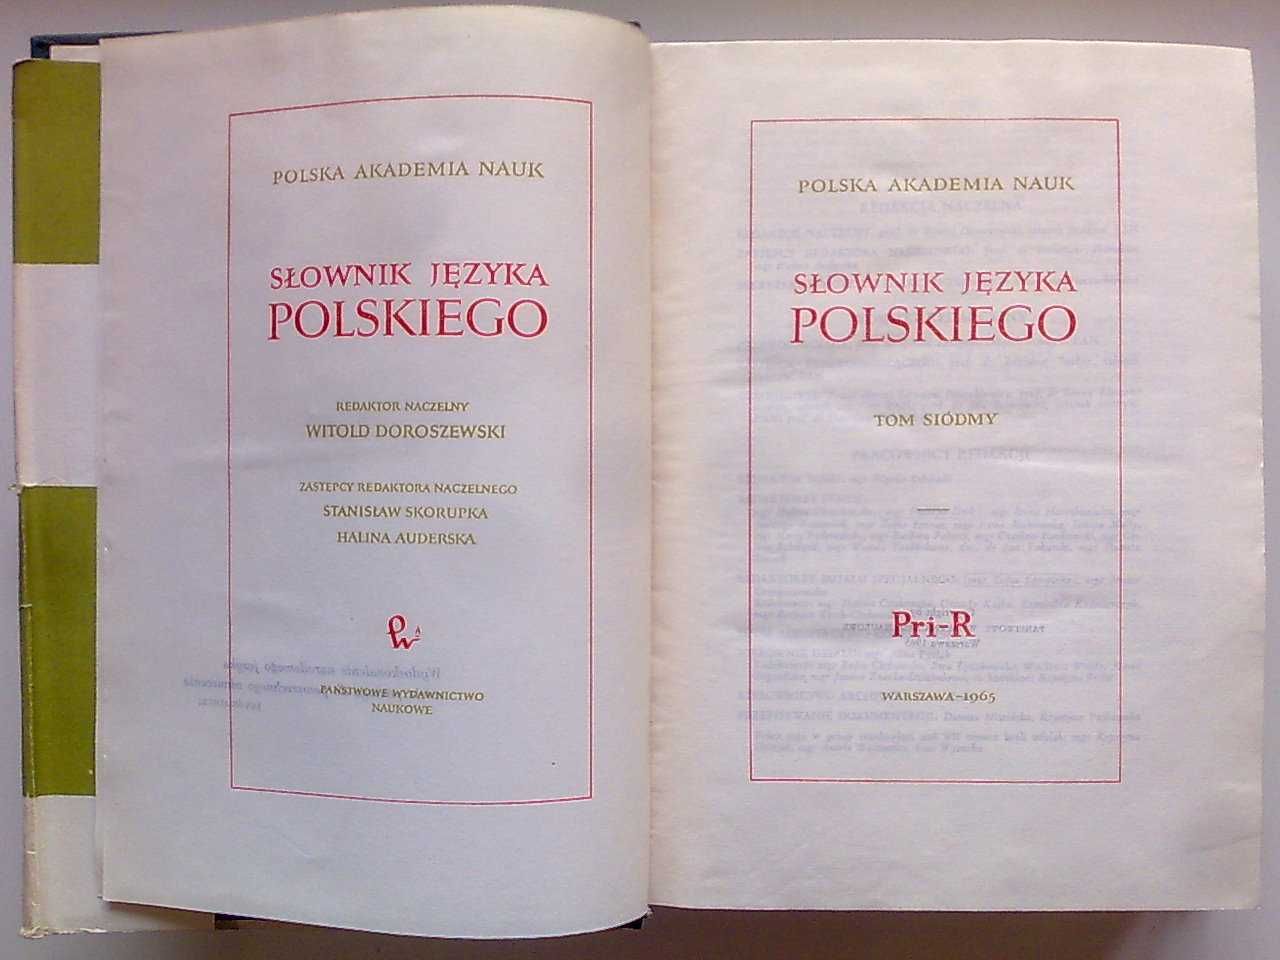 POLSKA AKADEMIA NAUK
SŁOWNIK JĘZYKA
POLSKIEGO
REDAKTOR NACZELNY
WITOLD DOROSZEWSKI
ZASTĘPCY REDAKTORA NACZELNEGO
STANISŁAW SKORUPKA
HALINA AUDERSKA
PAŃSTWOWE WYDAWNICTWO
NAUKOWE
POLSKA AKADEMIA NAUK
SŁOWNIK JĘZYKA
POLSKIEGO
TOM SIÓDMY
Pri-R
WARSZAWA-1965